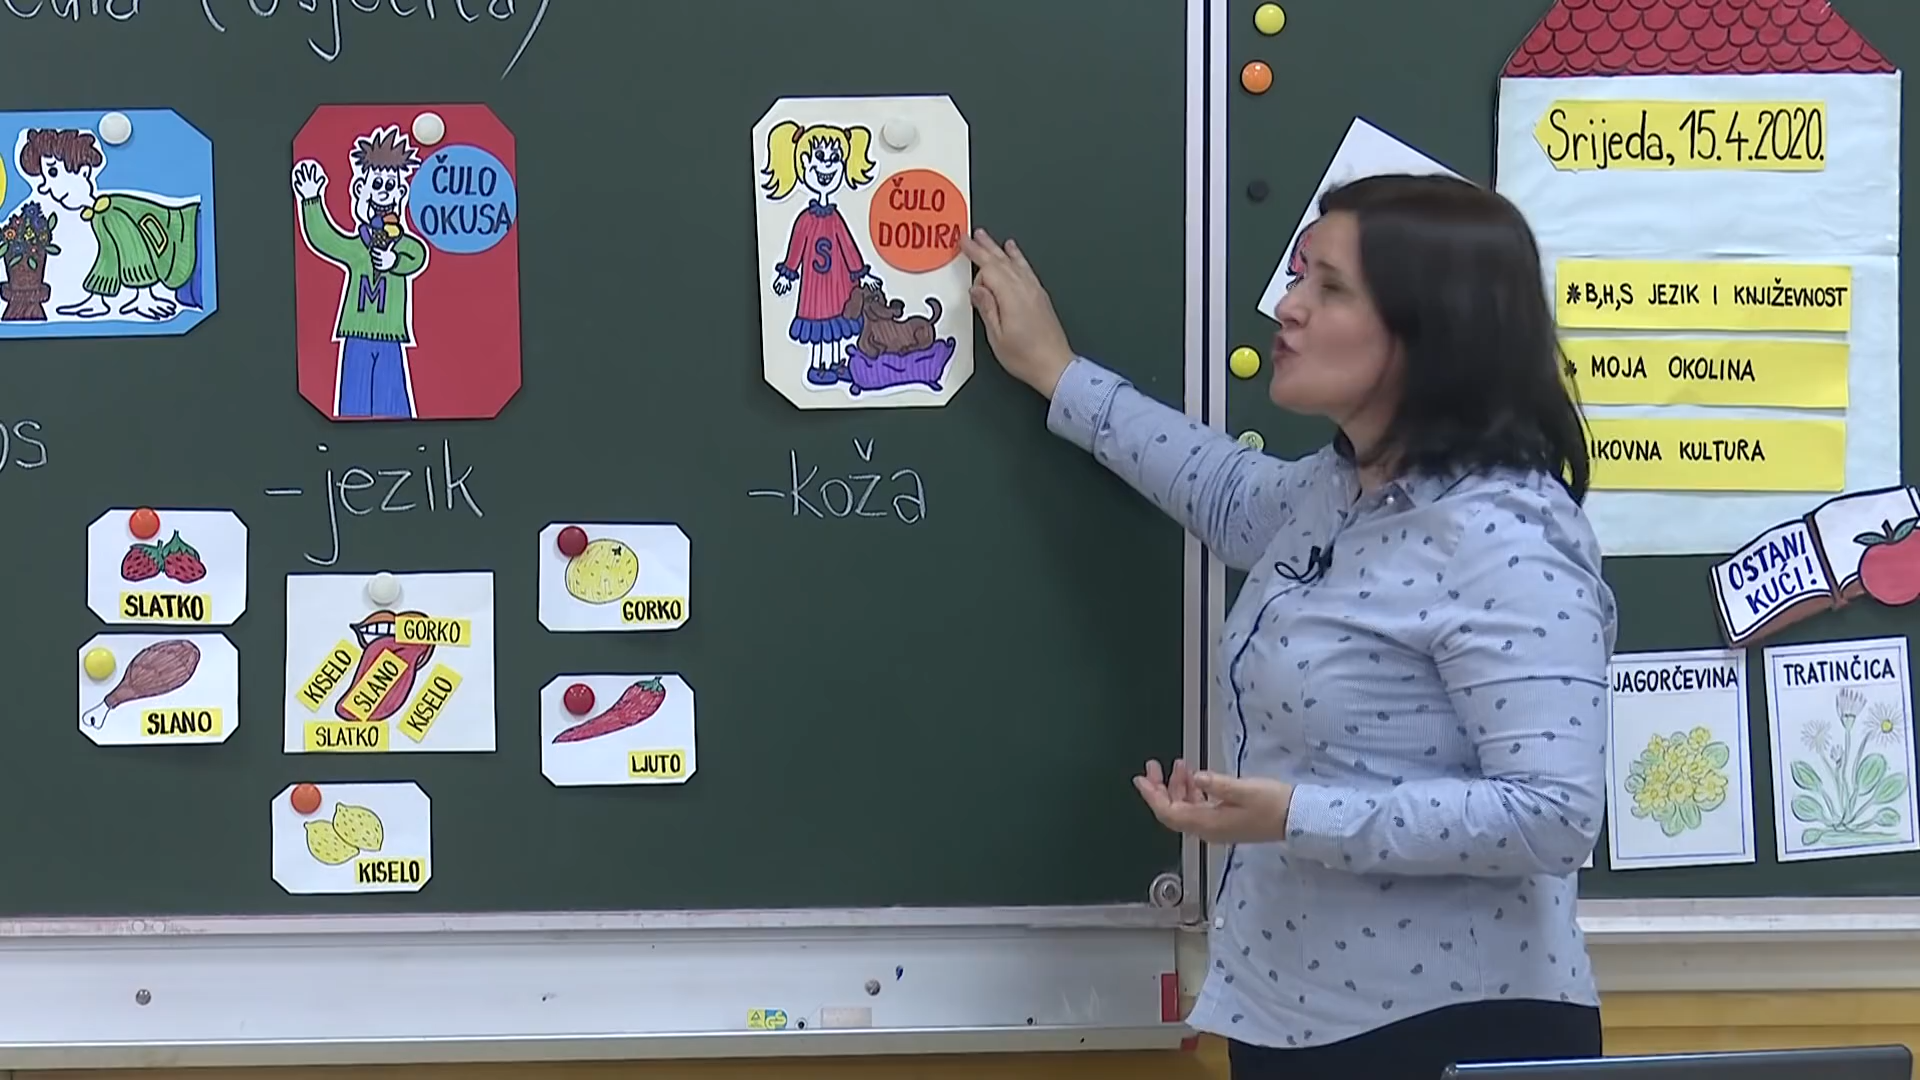 (osjetila)
ČULO
OKUSA
M
ČULO
DODIRA
S
-jezik
-koža
SLATKO
SLANO
GORKO
KISELO
SLANO
KISELO
SLATKO
KISELO
GORKO
LJUTO
Srijeda, 15.4.2020.
* B,H,S JEZIK I KNJIŽEVNOST
* MOJA OKOLINA
KULTURA
OSTANI
KUĆI!
JAGORČEVINA
TRATINČICA